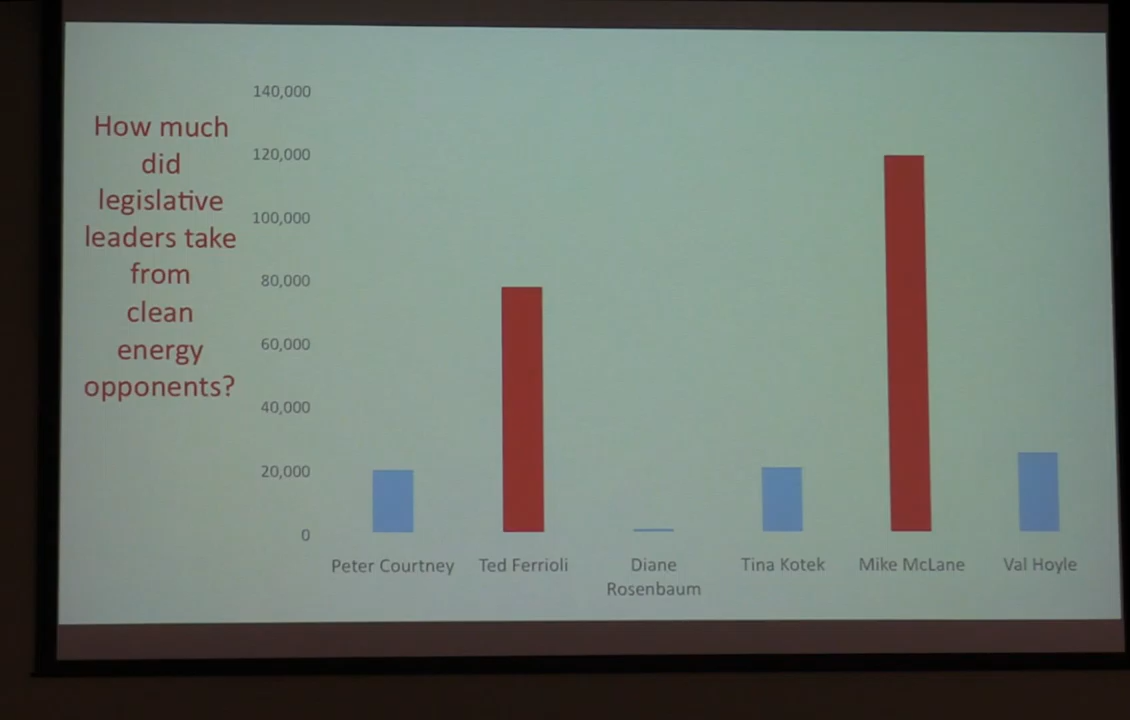 How much
did
legislative
leaders take
from
clean
energy
opponents?
140,000
120,000
100,000
80,000
60,000
40,000
20,000
0
Peter Courtney
Ted Ferrioli
Diane
Rosenbaum
Tina Kotek
Mike McLane
Val Hoyle